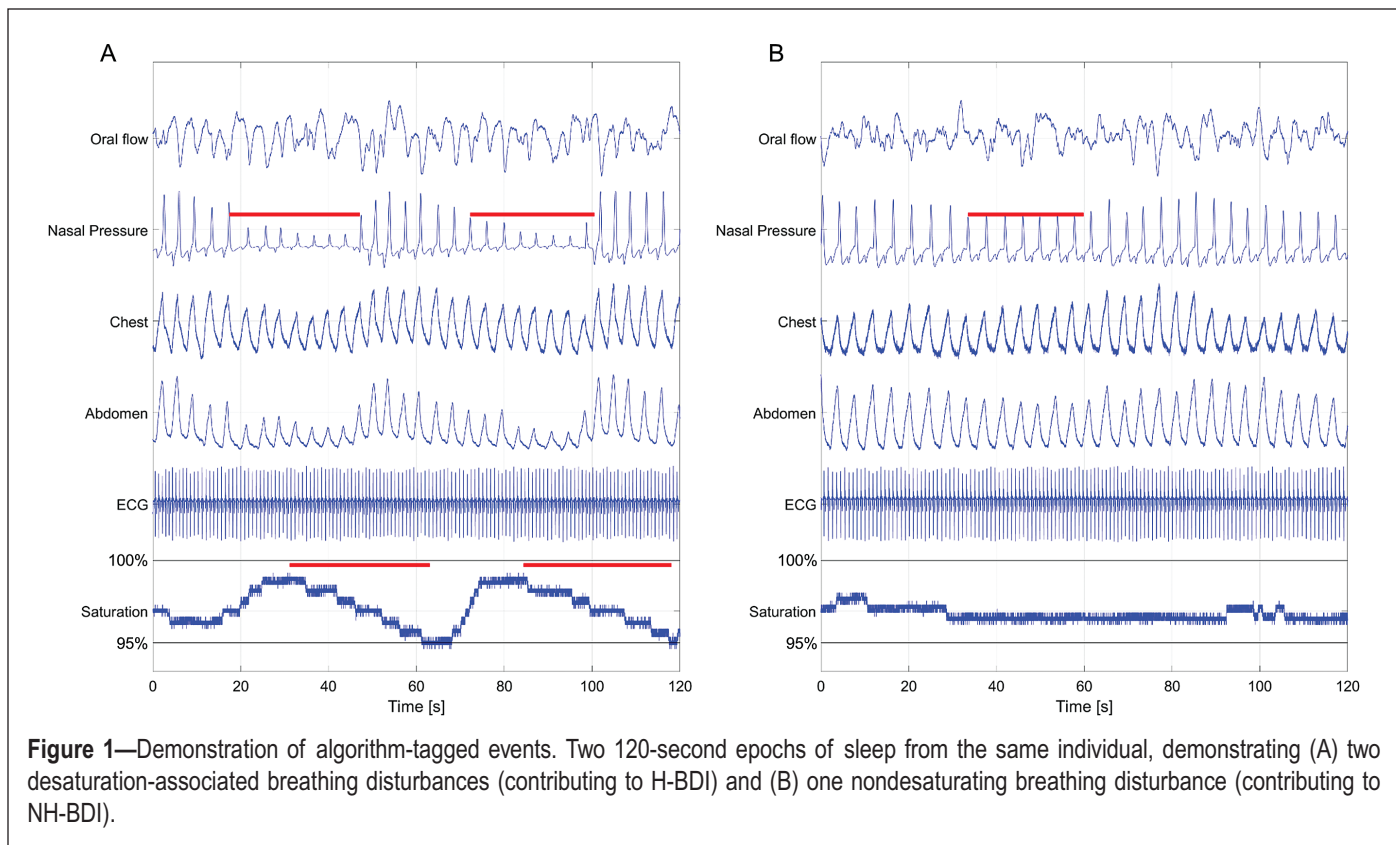 A
Oral flow
Nasal Pressure
Chest
Abdomen
ECG
100%
Saturation
95%
0 20 40 60 80 100 120
Time [s]
B
Oral flow
Nasal Pressure
Chest
Abdomen
ECG
100%
Saturation
95%
0 20 40 60 80 100 120
Time [s]
Figure 1—Demonstration of algorithm-tagged events. Two 120-second epochs of sleep from the same individual, demonstrating (A) two
desaturation-associated breathing disturbances (contributing to H-BDI) and (B) one nondesaturating breathing disturbance (contributing to
NH-BDI).